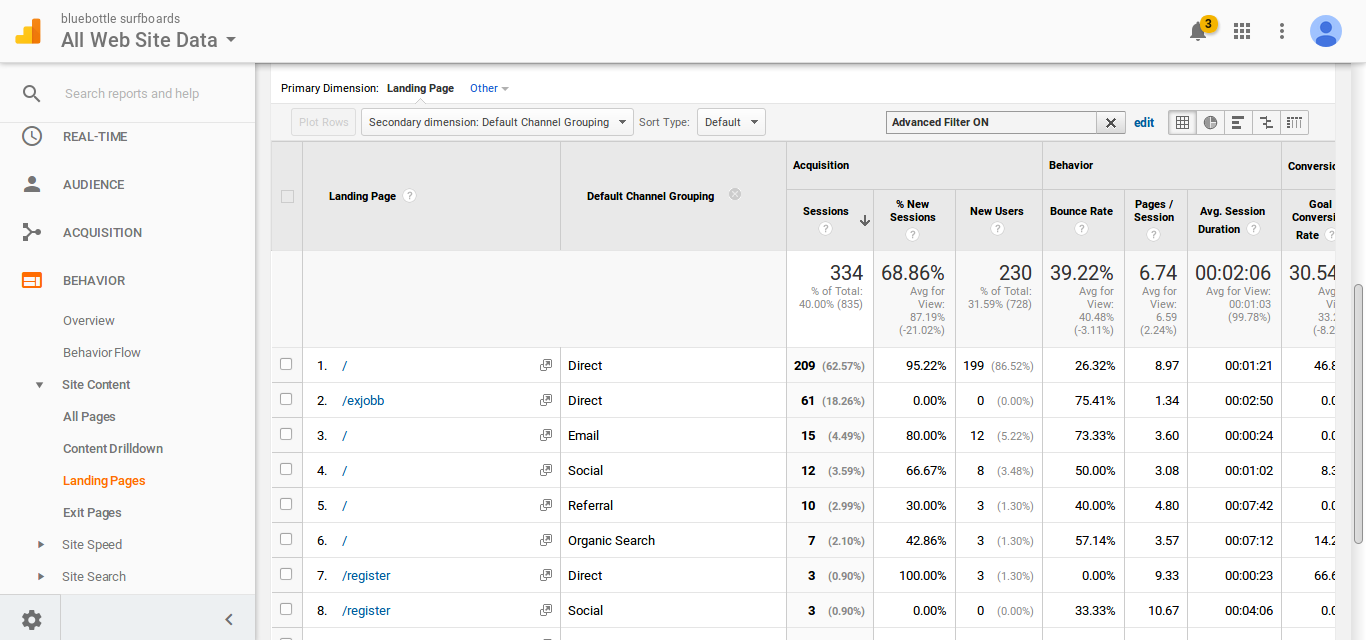 bluebottle surfboards
All Web Site Data
3
Search reports and help
REAL-TIME
AUDIENCE
ACQUISITION
BEHAVIOR
Overview
Behavior Flow
Site Content
All Pages
Content Drilldown
Landing Pages
Exit Pages
Site Speed
Site Search
Primary Dimension: Landing Page Other
Plot Rows Secondary dimension: Default Channel Grouping Sort Type: Default Advanced Filter ON edit
Acquisition Behavior Conversio
Landing Page ? Default Channel Grouping
Sessions ?
% New Sessions ?
New Users ?
Bounce Rate ?
Pages / Session ?
Avg. Session Duration ?
Goal Conversi Rate ?
334
% of Total:
40.00% (835)
68.86%
Avg for
View:
87.19%
(-21.02%)
230
% of Total:
31.59% (728)
39.22%
Avg for
View:
40.48%
(-3.11%)
6.74
Avg for
View:
6.59
(2.24%)
00:02:06
Avg for View:
00:01:03
(99.78%)
30.54
Avg
Vi
33.2
(-8.2
1. / Direct 209 (62.57%) 95.22% 199 (86.52%) 26.32% 8.97 00:01:21 46.8
2. /exjobb Direct 61 (18.26%) 0.00% 0 (0.00%) 75.41% 1.34 00:02:50 0.0
3. / Email 15 (4.49%) 80.00% 12 (5.22%) 73.33% 3.60 00:00:24 0.0
4. / Social 12 (3.59%) 66.67% 8 (3.48%) 50.00% 3.08 00:01:02 8.3
5. / Referral 10 (2.99%) 30.00% 3 (1.30%) 40.00% 4.80 00:07:42 0.0
6. / Organic Search 7 (2.10%) 42.86% 3 (1.30%) 57.14% 3.57 00:07:12 14.2
7. /register Direct 3 (0.90%) 100.00% 3 (1.30%) 0.00% 9.33 00:00:23 66.6
8. /register Social 3 (0.90%) 0.00% 0 (0.00%) 33.33% 10.67 00:04:06 0.0